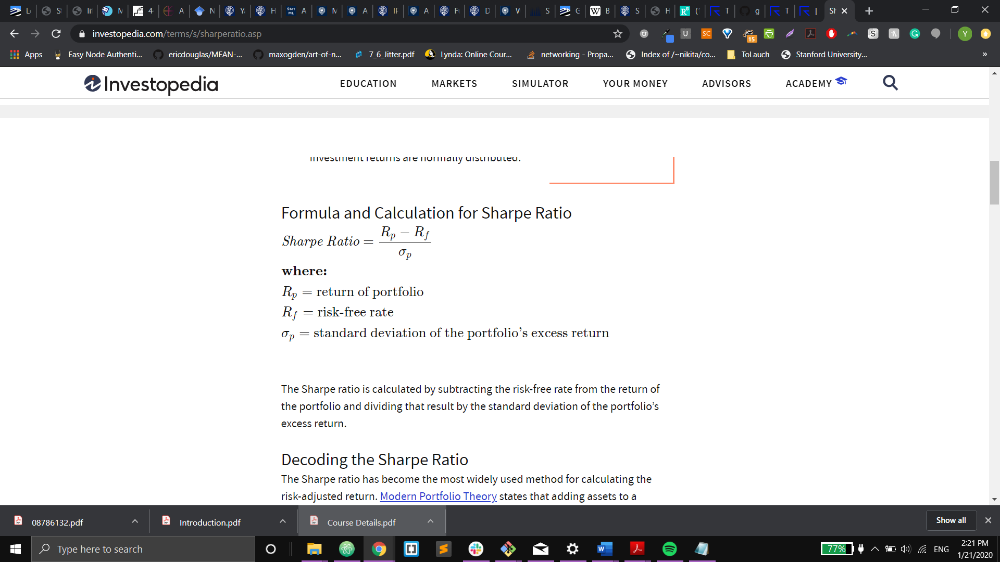 investopedia.com/terms/s/sharperatio.asp
Apps
Easy Node Authenti...
ericdouglas/MEAN-...
maxogden/art-of-n...
7_6_Jitter.pdf
Lynda: Online Cour...
networking - Propa...
Index of /~nikita/co...
ToLauch
Stanford University...
»
Investopedia
EDUCATION
MARKETS
SIMULATOR
YOUR MONEY
ADVISORS
ACADEMY
investment returns are normally distributed.
Formula and Calculation for Sharpe Ratio
Sharpe Ratio = (R_p − R_f) / σ_p
where:
R_p = return of portfolio
R_f = risk-free rate
σ_p = standard deviation of the portfolio's excess return
The Sharpe ratio is calculated by subtracting the risk-free rate from the return of
the portfolio and dividing that result by the standard deviation of the portfolio's
excess return.
Decoding the Sharpe Ratio
The Sharpe ratio has become the most widely used method for calculating the
risk-adjusted return. Modern Portfolio Theory states that adding assets to a
08786132.pdf
Introduction.pdf
Course Details.pdf
Show all
Type here to search
77%
ENG
2:21 PM
1/21/2020